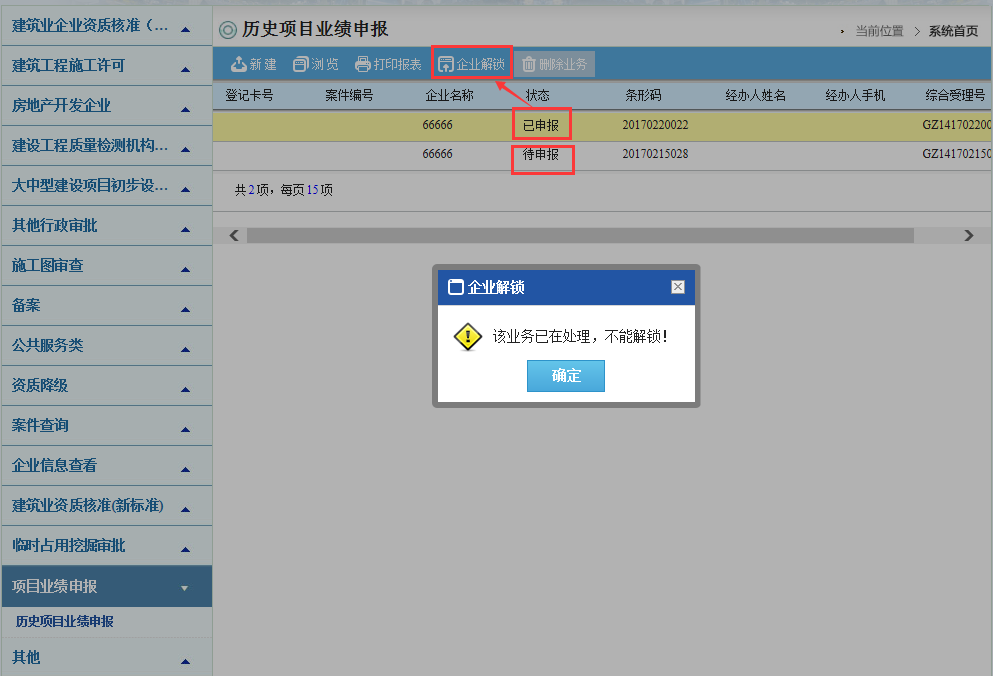 建筑业企业资质核准（...
建筑工程施工许可
房地产开发企业
建设工程质量检测机构...
大中型建设项目初步设...
其他行政审批
施工图审查
备案
公共服务类
资质降级
案件查询
企业信息查看
建筑业资质核准(新标准)
临时占用挖掘审批
项目业绩申报
历史项目业绩申报
其他
历史项目业绩申报
当前位置 > 系统首页
新建 浏览 打印报表 企业解锁 删除业务
登记卡号 案件编号 企业名称 状态 条形码 经办人姓名 经办人手机 综合受理号
66666 已申报 20170220022 GZ141702200
66666 待申报 20170215028 GZ141702150
共2项，每页15项
企业解锁
该业务已在处理，不能解锁！
确定